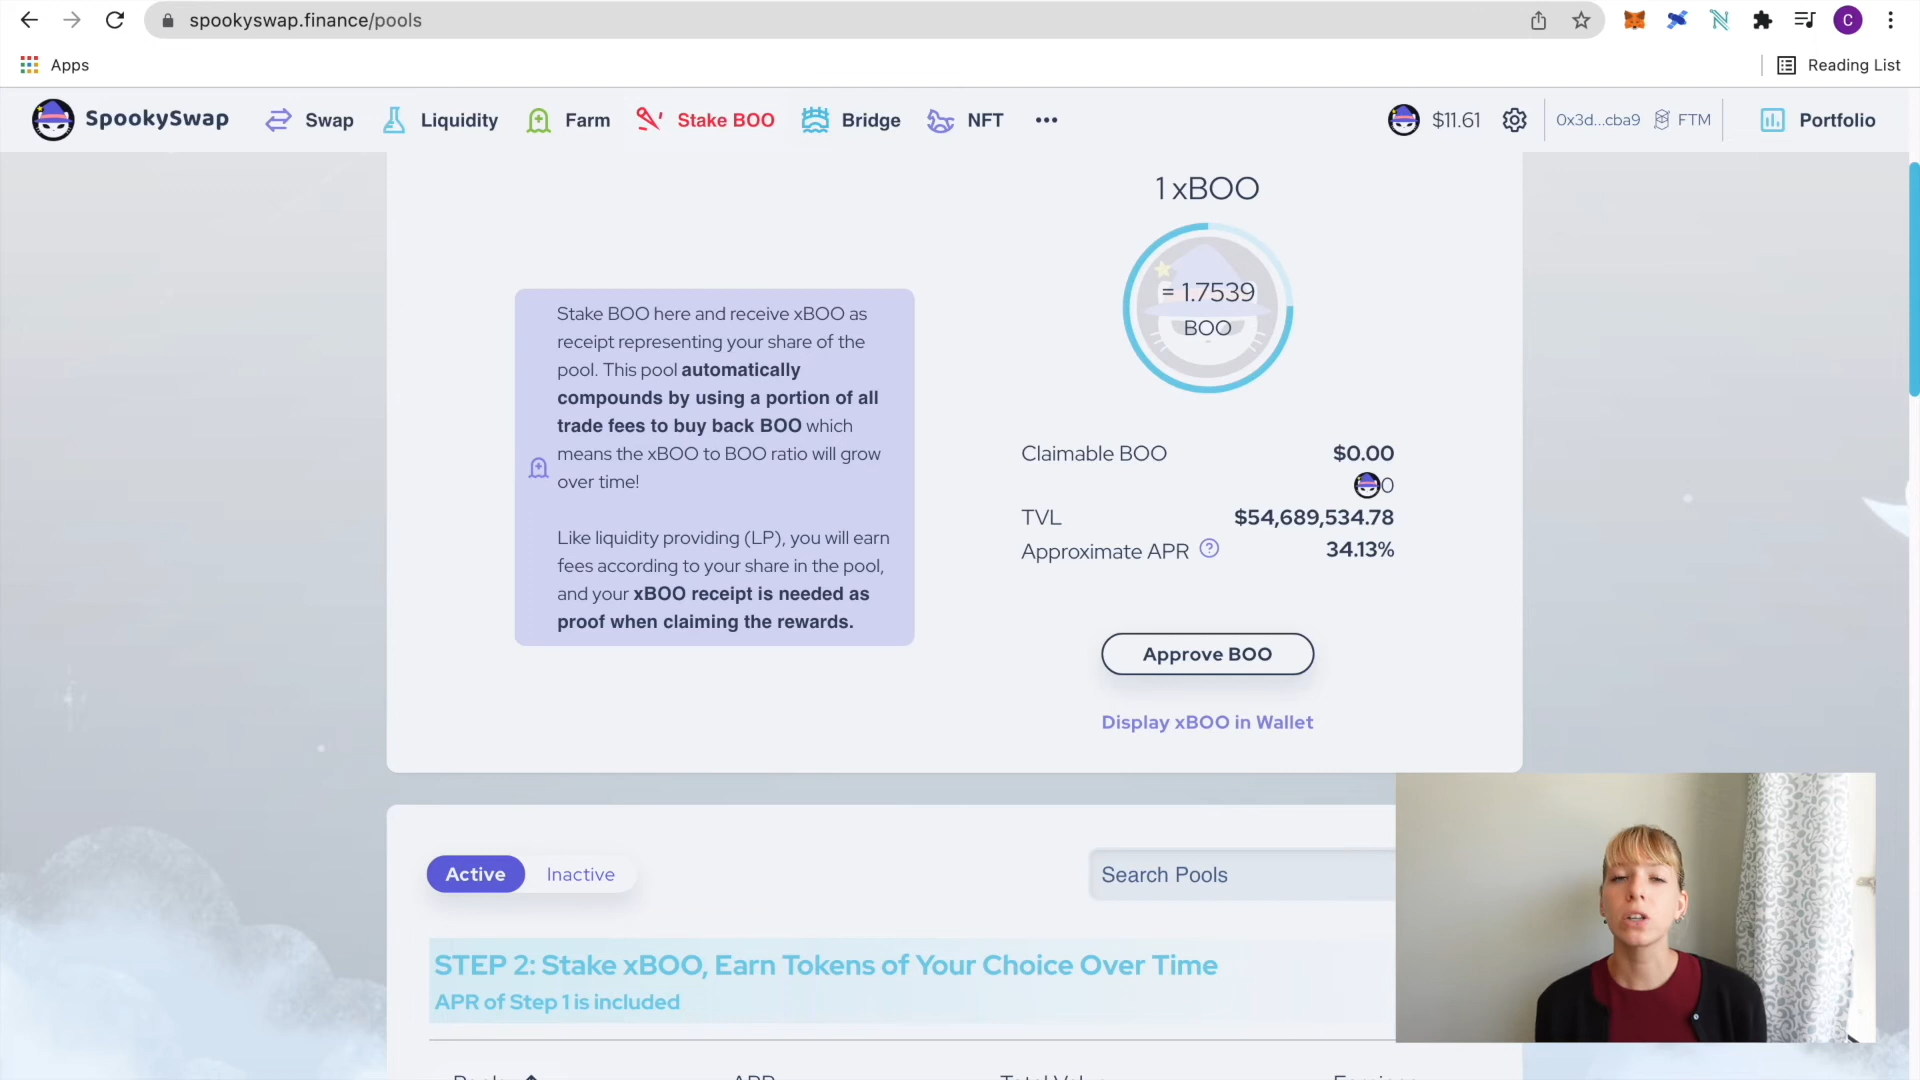 spookyswap.finance/pools
C
Apps
Reading List
SpookySwap
Swap
Liquidity
Farm
Stake BOO
Bridge
NFT
$11.61
0x3d...cba9
FTM
Portfolio
1 xBOO
= 1.7539
BOO
Stake BOO here and receive xBOO as
receipt representing your share of the
pool. This pool automatically
compounds by using a portion of all
trade fees to buy back BOO which
means the xBOO to BOO ratio will grow
over time!
Like liquidity providing (LP), you will earn
fees according to your share in the pool,
and your xBOO receipt is needed as
proof when claiming the rewards.
Claimable BOO
$0.00
0
TVL
$54,689,534.78
Approximate APR ?
34.13%
Approve BOO
Display xBOO in Wallet
Active
Inactive
Search Pools
STEP 2: Stake xBOO, Earn Tokens of Your Choice Over Time
APR of Step 1 is included